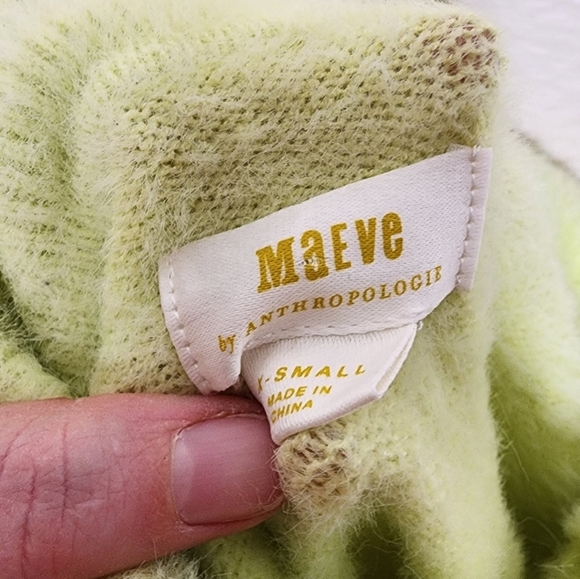 MaEVe
by ANTHROPOLOGIE
X-SMALL
MADE IN
CHINA